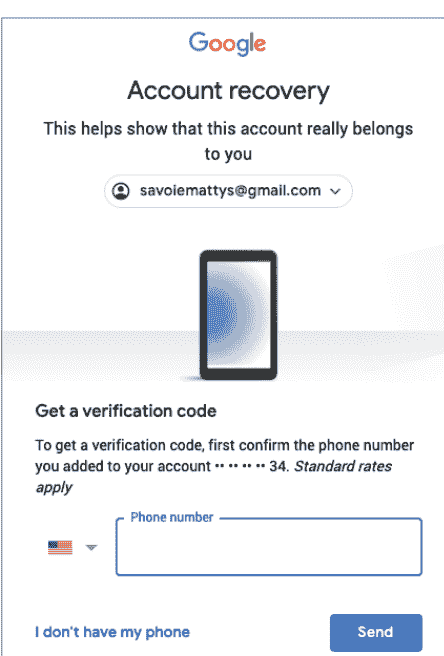 Google
Account recovery
This helps show that this account really belongs
to you
savoiemattys@gmail.com
Get a verification code
To get a verification code, first confirm the phone number
you added to your account •• •• •• •• 34. Standard rates
apply
Phone number
I don't have my phone
Send